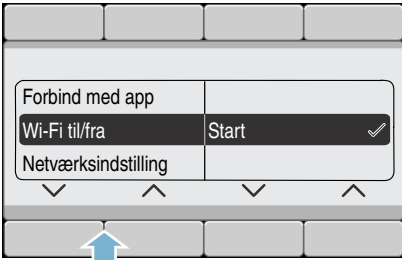 Forbind med app
Wi-Fi til/fra Start
Netværksindstilling